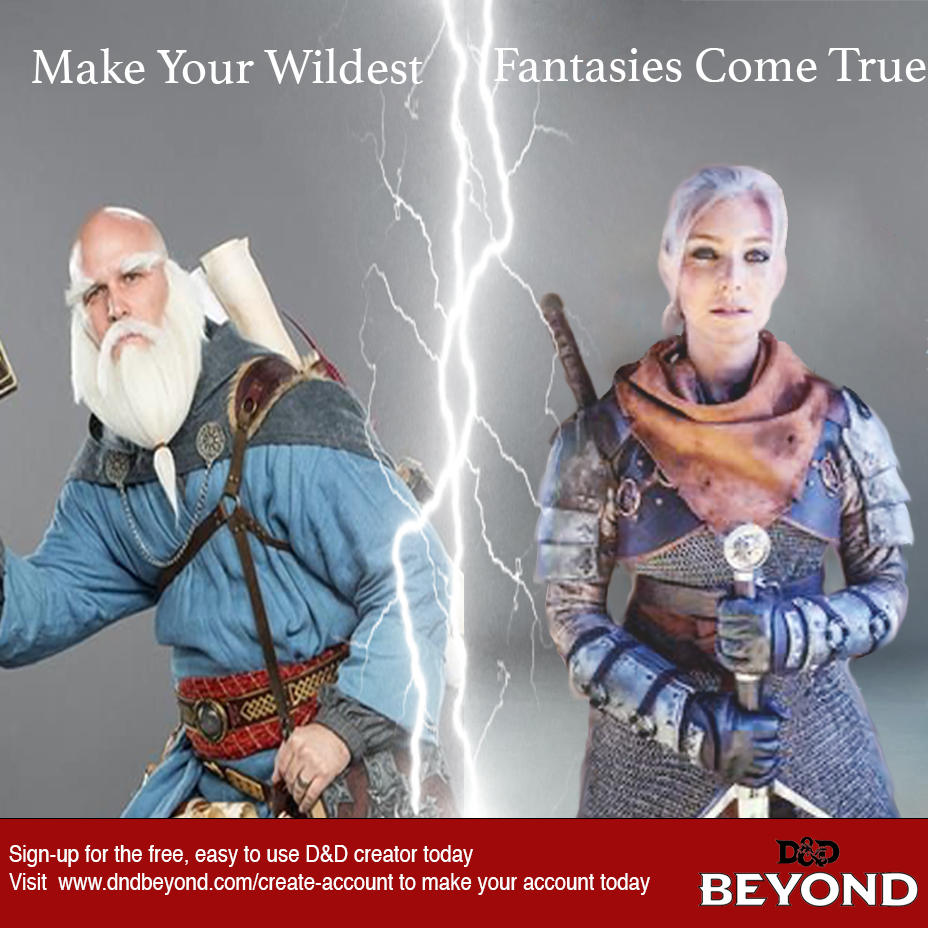 Make Your Wildest Fantasies Come True
Sign-up for the free, easy to use D&D creator today
Visit www.dndbeyond.com/create-account to make your account today
D&D
BEYOND